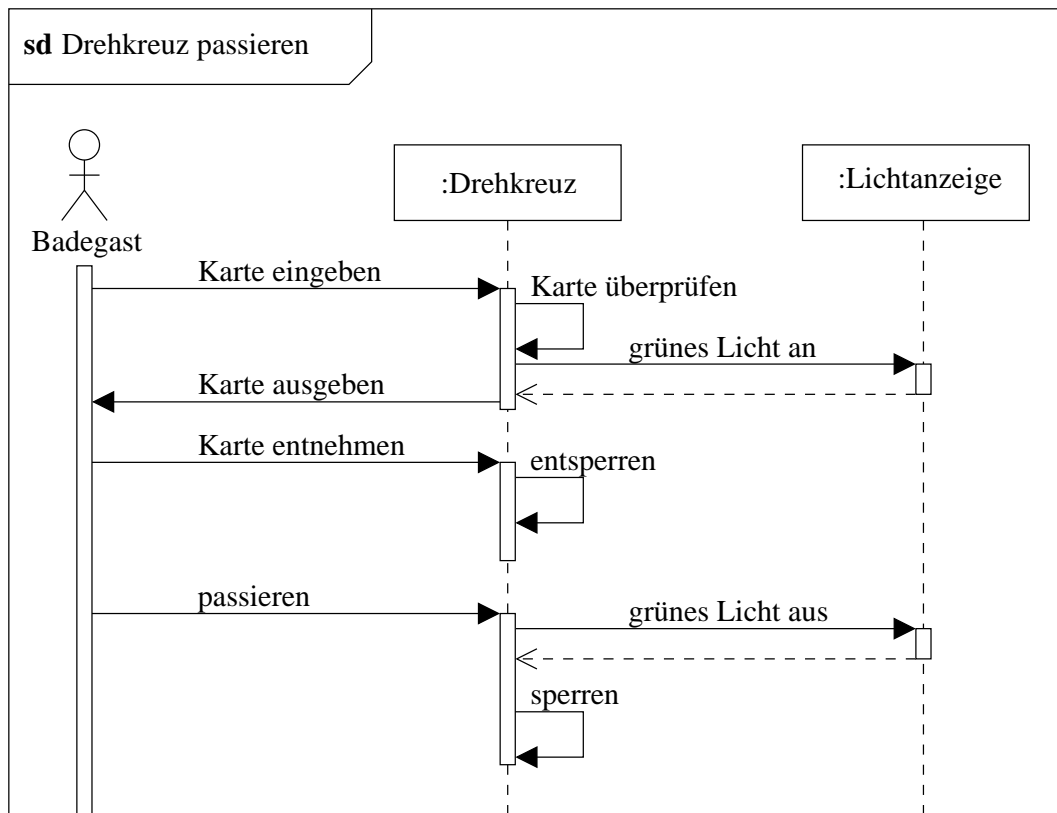 sd Drehkreuz passieren
:Drehkreuz
:Lichtanzeige
Badegast
Karte eingeben
Karte überprüfen
grünes Licht an
Karte ausgeben
Karte entnehmen
entsperren
passieren
grünes Licht aus
sperren